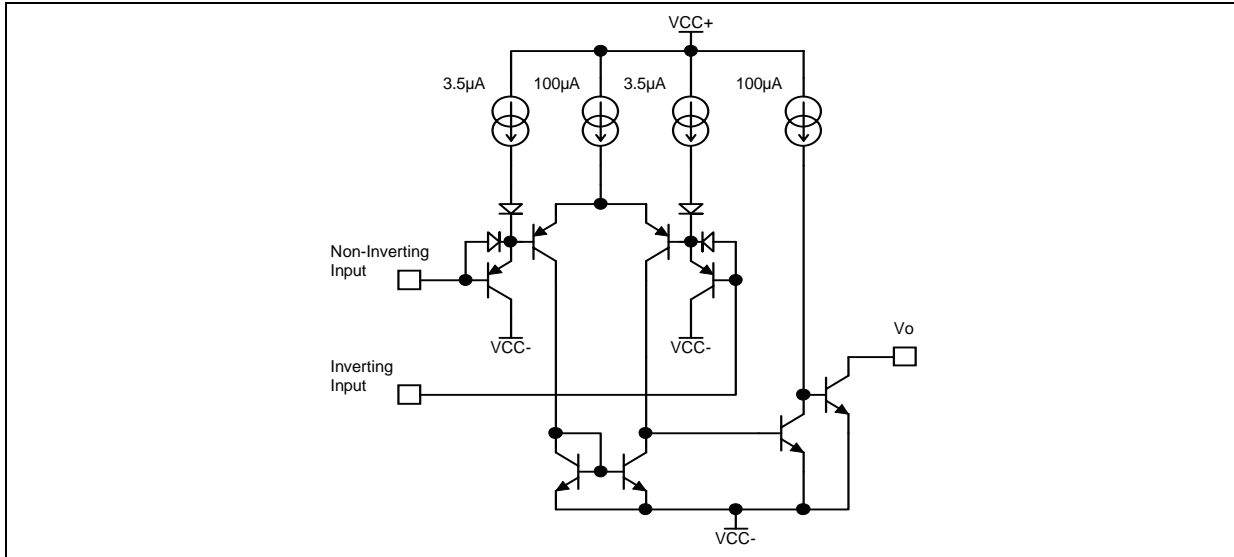 VCC+
3.5µA
100µA
3.5µA
100µA
Non-Inverting
Input
VCC-
VCC-
Vo
Inverting
Input
VCC-